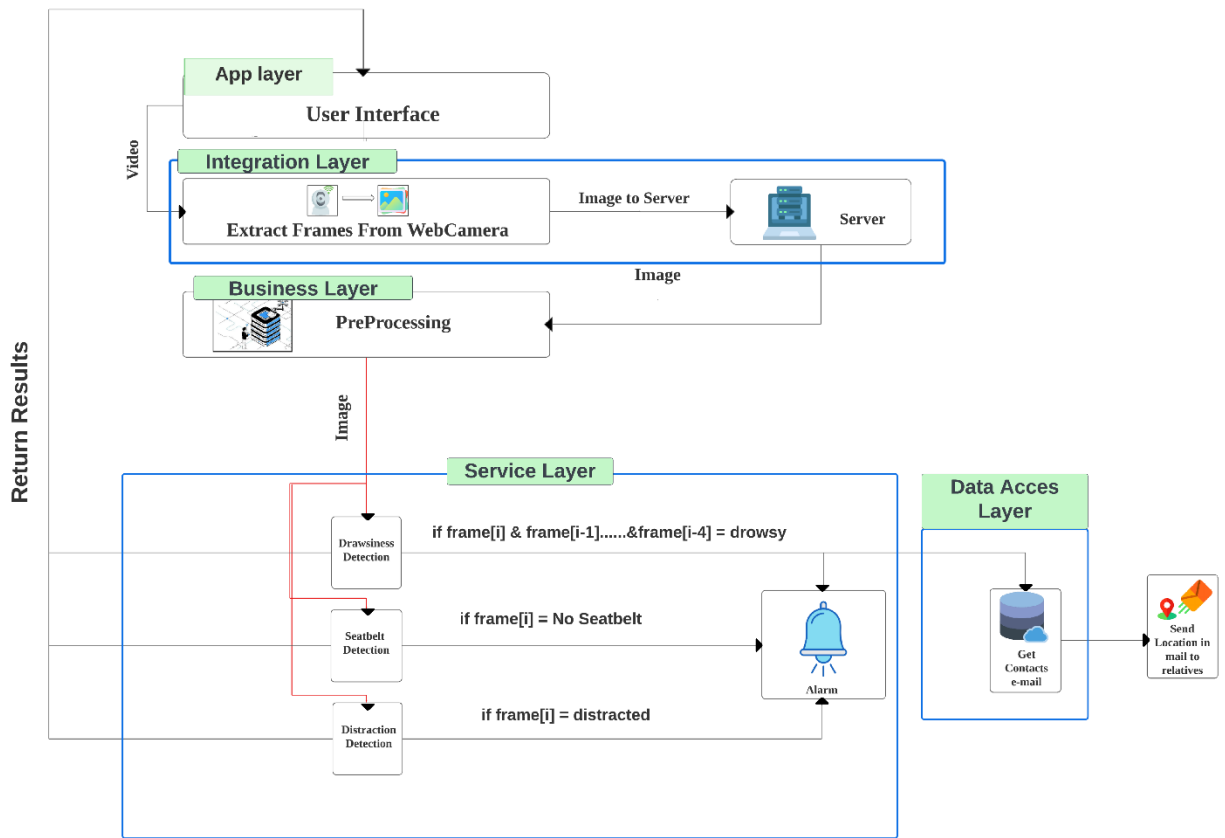 App layer
User Interface
Video
Integration Layer
Extract Frames From WebCamera
Image to Server
Server
Image
Business Layer
PreProcessing
Return Results
Image
Service Layer
Data Acces
Layer
Drawsiness
Detection
if frame[i] & frame[i-1]......&frame[i-4] = drowsy
Seatbelt
Detection
if frame[i] = No Seatbelt
Alarm
Get
Contacts
e-mail
Send
Location in
mail to
relatives
Distraction
Detection
if frame[i] = distracted